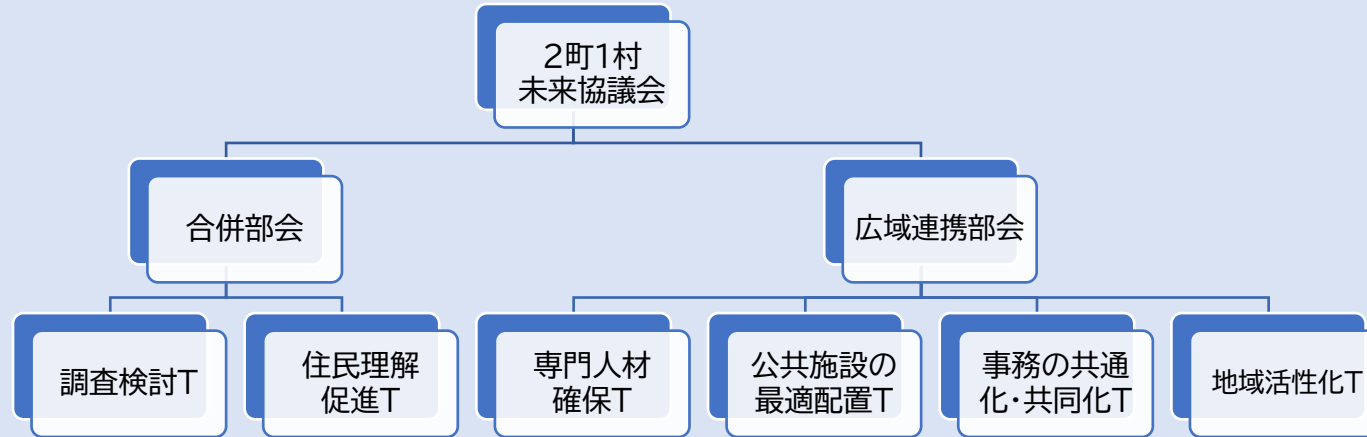 2町1村
未来協議会
合併部会
広域連携部会
調査検討T
住民理解
促進T
専門人材
確保T
公共施設の
最適配置T
事務の共通
化・共同化T
地域活性化T